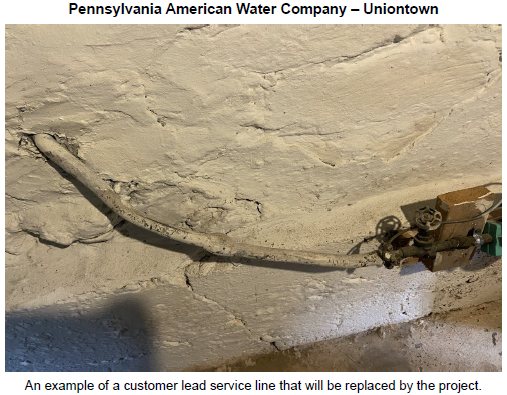 Pennsylvania American Water Company – Uniontown
An example of a customer lead service line that will be replaced by the project.